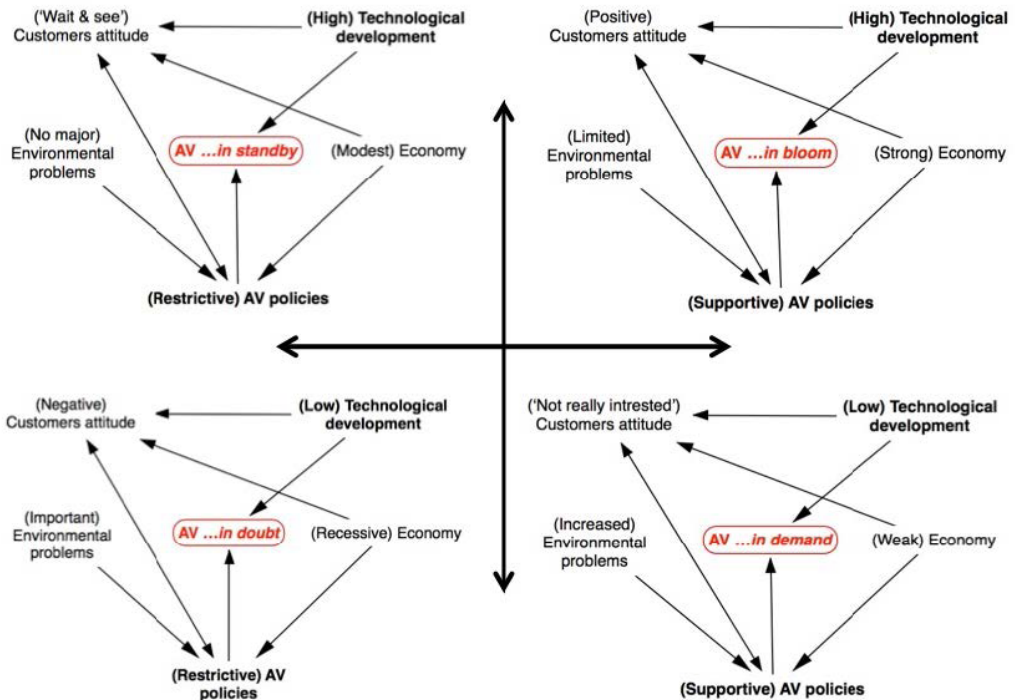 ('Wait & see')
Customers attitude
(High) Technological
development
(No major)
Environmental
problems
AV ...in standby
(Modest) Economy
(Restrictive) AV policies
(Positive)
Customers attitude
(High) Technological
development
(Limited)
Environmental
problems
AV ...in bloom
(Strong) Economy
(Supportive) AV policies
(Negative)
Customers attitude
(Low) Technological
development
(Important)
Environmental
problems
AV ...in doubt
(Recessive) Economy
(Restrictive) AV
policies
('Not really intrested')
Customers attitude
(Low) Technological
development
(Increased)
Environmental
problems
AV ...in demand
(Weak) Economy
(Supportive) AV policies